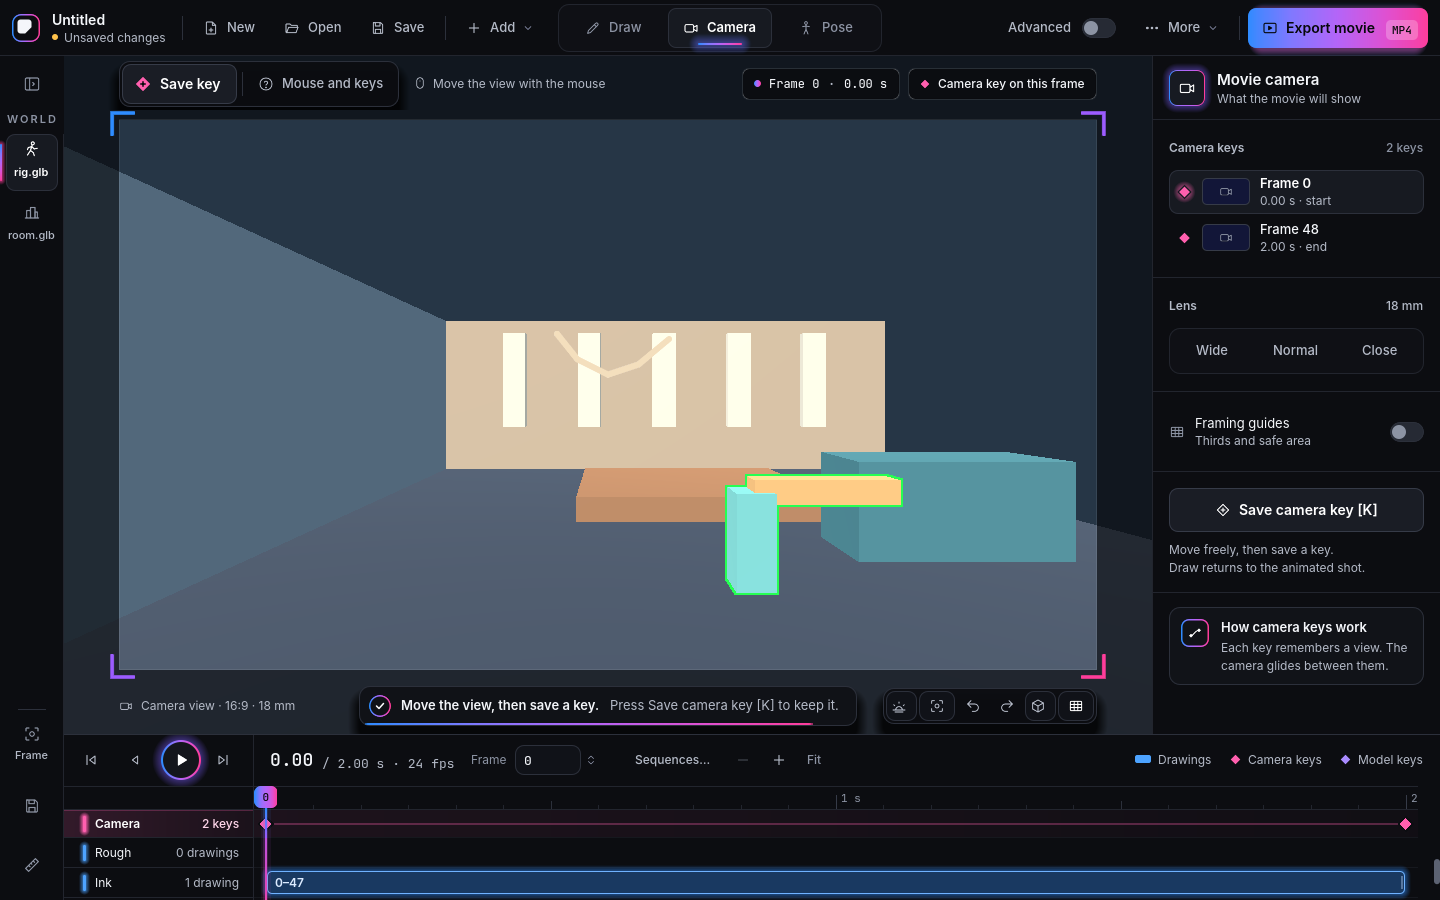 Untitled
Unsaved changes
New
Open
Save
Add
Draw
Camera
Pose
Advanced
More
Export movie MP4
WORLD
rig.glb
room.glb
Frame
Save key
Mouse and keys
Move the view with the mouse
Frame 0 · 0.00 s
Camera key on this frame
Camera view · 16:9 · 18 mm
Move the view, then save a key. Press Save camera key [K] to keep it.
Movie camera
What the movie will show
Camera keys 2 keys
Frame 0
0.00 s · start
Frame 48
2.00 s · end
Lens 18 mm
Wide Normal Close
Framing guides
Thirds and safe area
Save camera key [K]
Move freely, then save a key.
Draw returns to the animated shot.
How camera keys work
Each key remembers a view. The
camera glides between them.
0.00 / 2.00 s · 24 fps
Frame 0
Sequences...
Fit
Drawings
Camera keys
Model keys
0 1 s 2
Camera 2 keys
Rough 0 drawings
Ink 1 drawing
0–47